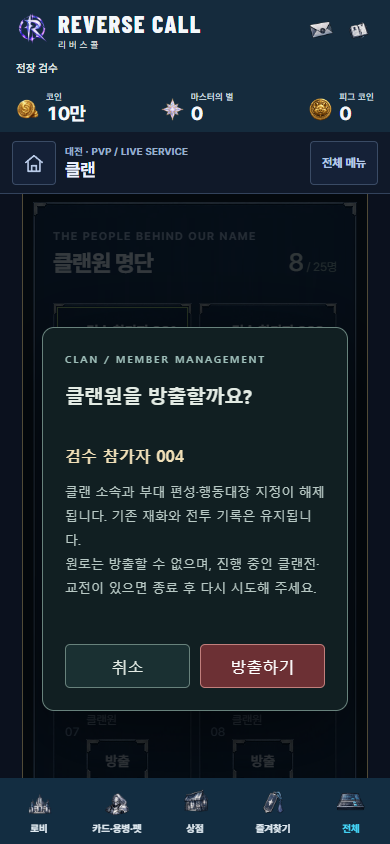 REVERSE CALL
리버스콜
전장 검수
코인
10만
마스터의 별
0
피그 코인
0
대전 · PVP / LIVE SERVICE
클랜
전체 메뉴
THE PEOPLE BEHIND OUR NAME
클랜원 명단
8 / 25명
CLAN / MEMBER MANAGEMENT
클랜원을 방출할까요?
검수 참가자 004
클랜 소속과 부대 편성·행동대장 지정이 해제
됩니다. 기존 재화와 전투 기록은 유지됩니
다.
원로는 방출할 수 없으며, 진행 중인 클랜전·
교전이 있으면 종료 후 다시 시도해 주세요.
취소
방출하기
클랜원
클랜원
07
08
방출
방출
로비
카드·용병·펫
상점
즐겨찾기
전체